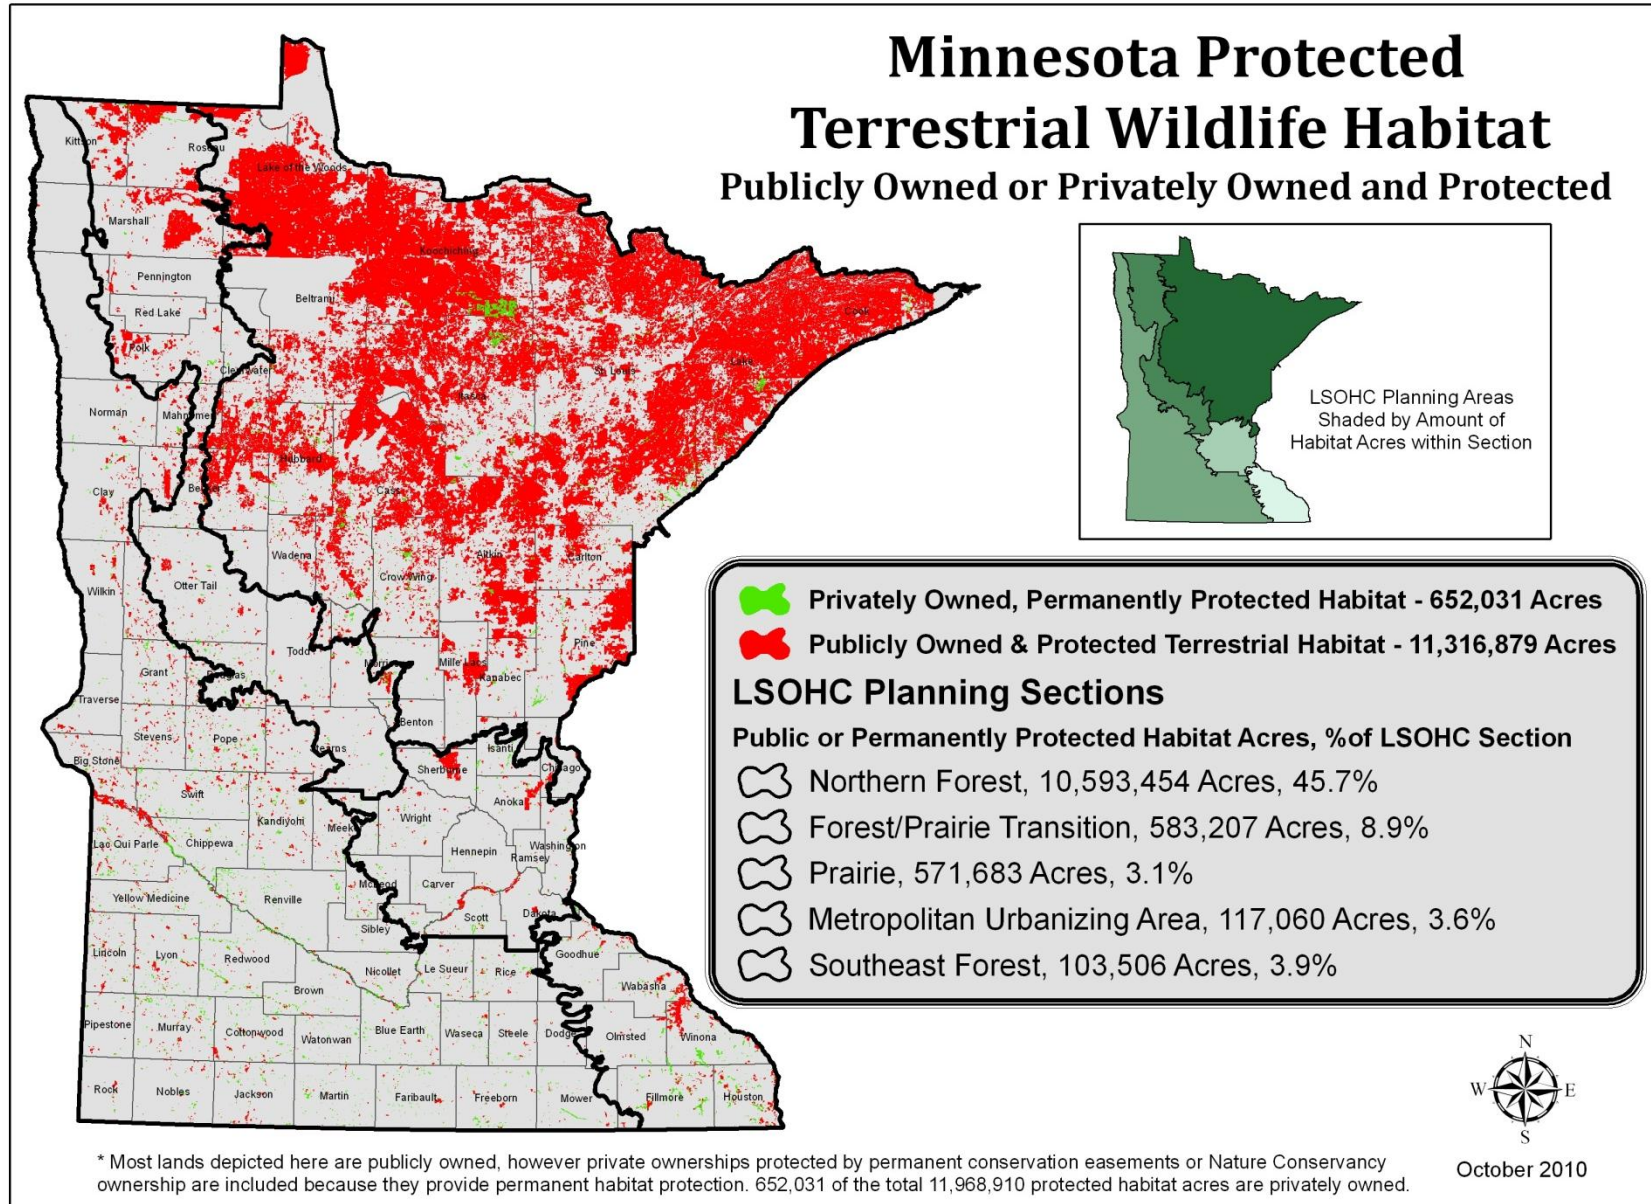 Minnesota Protected
Terrestrial Wildlife Habitat
Publicly Owned or Privately Owned and Protected
LSOHC Planning Areas
Shaded by Amount of
Habitat Acres within Section
Privately Owned, Permanently Protected Habitat - 652,031 Acres
Publicly Owned & Protected Terrestrial Habitat - 11,316,879 Acres
LSOHC Planning Sections
Public or Permanently Protected Habitat Acres, %of LSOHC Section
Northern Forest, 10,593,454 Acres, 45.7%
Forest/Prairie Transition, 583,207 Acres, 8.9%
Prairie, 571,683 Acres, 3.1%
Metropolitan Urbanizing Area, 117,060 Acres, 3.6%
Southeast Forest, 103,506 Acres, 3.9%
Kittson
Roseau
Lake of the Woods
Marshall
Koochiching
Pennington
Beltrami
Red Lake
Cook
Polk
Lake
Clearwater
St. Louis
Itasca
Norman
Mahnomen
Hubbard
Clay
Becker
Cass
Wadena
Aitkin
Carlton
Otter Tail
Crow Wing
Wilkin
Pine
Todd
Morrison
Mille Lacs
Grant
Douglas
Kanabec
Traverse
Benton
Stevens
Pope
Stearns
Isanti
Big Stone
Sherburne
Chisago
Swift
Anoka
Kandiyohi
Meeker
Wright
Lac Qui Parle
Chippewa
Hennepin
Washington
Ramsey
McLeod
Carver
Yellow Medicine
Renville
Scott
Dakota
Sibley
Lincoln
Lyon
Redwood
Goodhue
Nicollet
Le Sueur
Rice
Brown
Wabasha
Pipestone
Murray
Cottonwood
Watonwan
Blue Earth
Waseca
Steele
Dodge
Olmsted
Winona
Rock
Nobles
Jackson
Martin
Faribault
Freeborn
Mower
Fillmore
Houston
N
W
E
S
October 2010
* Most lands depicted here are publicly owned, however private ownerships protected by permanent conservation easements or Nature Conservancy
ownership are included because they provide permanent habitat protection. 652,031 of the total 11,968,910 protected habitat acres are privately owned.